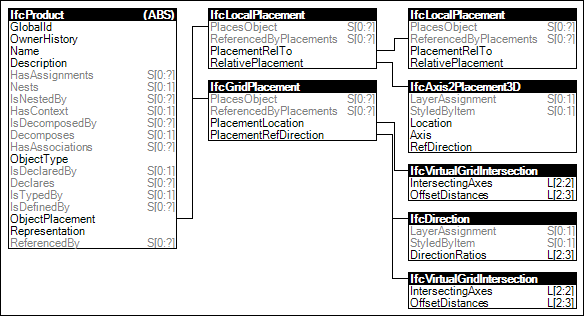 IfcProduct (ABS)
GlobalId
OwnerHistory
Name
Description
HasAssignments S[0:?]
Nests S[0:1]
IsNestedBy S[0:?]
HasContext S[0:1]
IsDecomposedBy S[0:?]
Decomposes S[0:1]
HasAssociations S[0:?]
ObjectType
IsDeclaredBy S[0:1]
Declares S[0:?]
IsTypedBy S[0:1]
IsDefinedBy S[0:?]
ObjectPlacement
Representation
ReferencedBy S[0:?]
IfcLocalPlacement
PlacesObject S[0:?]
ReferencedByPlacements S[0:?]
PlacementRelTo
RelativePlacement
IfcGridPlacement
PlacesObject S[0:?]
ReferencedByPlacements S[0:?]
PlacementLocation
PlacementRefDirection
IfcLocalPlacement
PlacesObject S[0:?]
ReferencedByPlacements S[0:?]
PlacementRelTo
RelativePlacement
IfcAxis2Placement3D
LayerAssignment S[0:1]
StyledByItem S[0:1]
Location
Axis
RefDirection
IfcVirtualGridIntersection
IntersectingAxes L[2:2]
OffsetDistances L[2:3]
IfcDirection
LayerAssignment S[0:1]
StyledByItem S[0:1]
DirectionRatios L[2:3]
IfcVirtualGridIntersection
IntersectingAxes L[2:2]
OffsetDistances L[2:3]